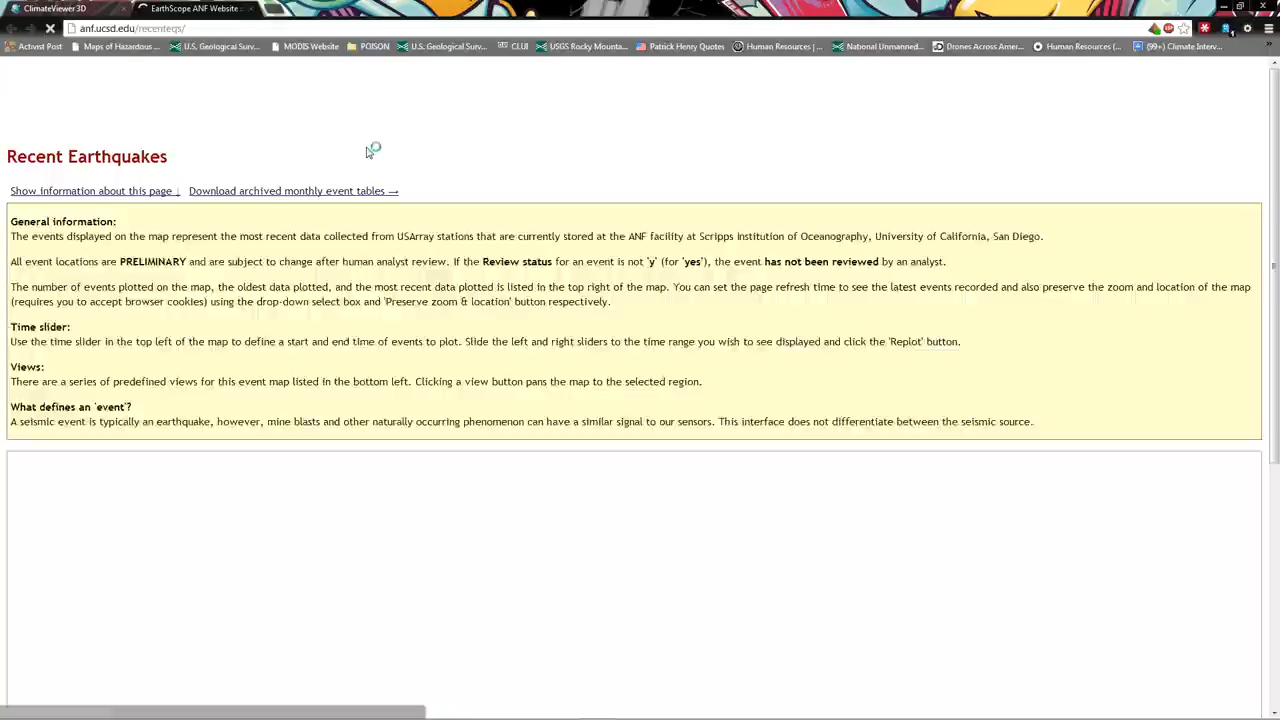 ClimateViewer3D
EarthScope ANF Website :
anf.ucsd.edu/recenteqs/
Activist Post
Maps of Hazardous ...
U.S. Geological Surv...
MODIS Website
POISON
U.S. Geological Surv...
CLUI
USGS Rocky Mounta...
Patrick Henry Quotes
Human Resources | ...
National Unmanned...
Drones Across Amer...
Human Resources (...
(99+) Climate Interv...
»
Recent Earthquakes
Show information about this page ↓
Download archived monthly event tables →
General information:
The events displayed on the map represent the most recent data collected from USArray stations that are currently stored at the ANF facility at Scripps Institution of Oceanography, University of California, San Diego.
All event locations are PRELIMINARY and are subject to change after human analyst review. If the Review status for an event is not 'y' (for 'yes'), the event has not been reviewed by an analyst.
The number of events plotted on the map, the oldest data plotted, and the most recent data plotted is listed in the top right of the map. You can set the page refresh time to see the latest events recorded and also preserve the zoom and location of the map
(requires you to accept browser cookies) using the drop-down select box and 'Preserve zoom & location' button respectively.
Time slider:
Use the time slider in the top left of the map to define a start and end time of events to plot. Slide the left and right sliders to the time range you wish to see displayed and click the 'Replot' button.
Views:
There are a series of predefined views for this event map listed in the bottom left. Clicking a view button pans the map to the selected region.
What defines an 'event'?
A seismic event is typically an earthquake, however, mine blasts and other naturally occurring phenomenon can have a similar signal to our sensors. This interface does not differentiate between the seismic source.